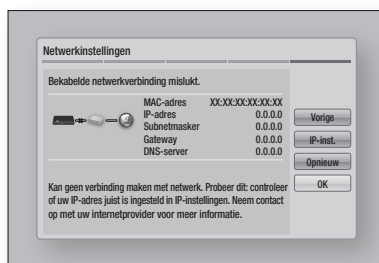 Netwerkinstellingen
Bekabelde netwerkverbinding mislukt.
MAC-adres XX:XX:XX:XX:XX:XX
IP-adres 0.0.0.0
Subnetmasker 0.0.0.0
Gateway 0.0.0.0
DNS-server 0.0.0.0
Vorige
IP-inst.
Opnieuw
OK
Kan geen verbinding maken met netwerk. Probeer dit: controleer
of uw IP-adres juist is ingesteld in IP-instellingen. Neem contact
op met uw internetprovider voor meer informatie.